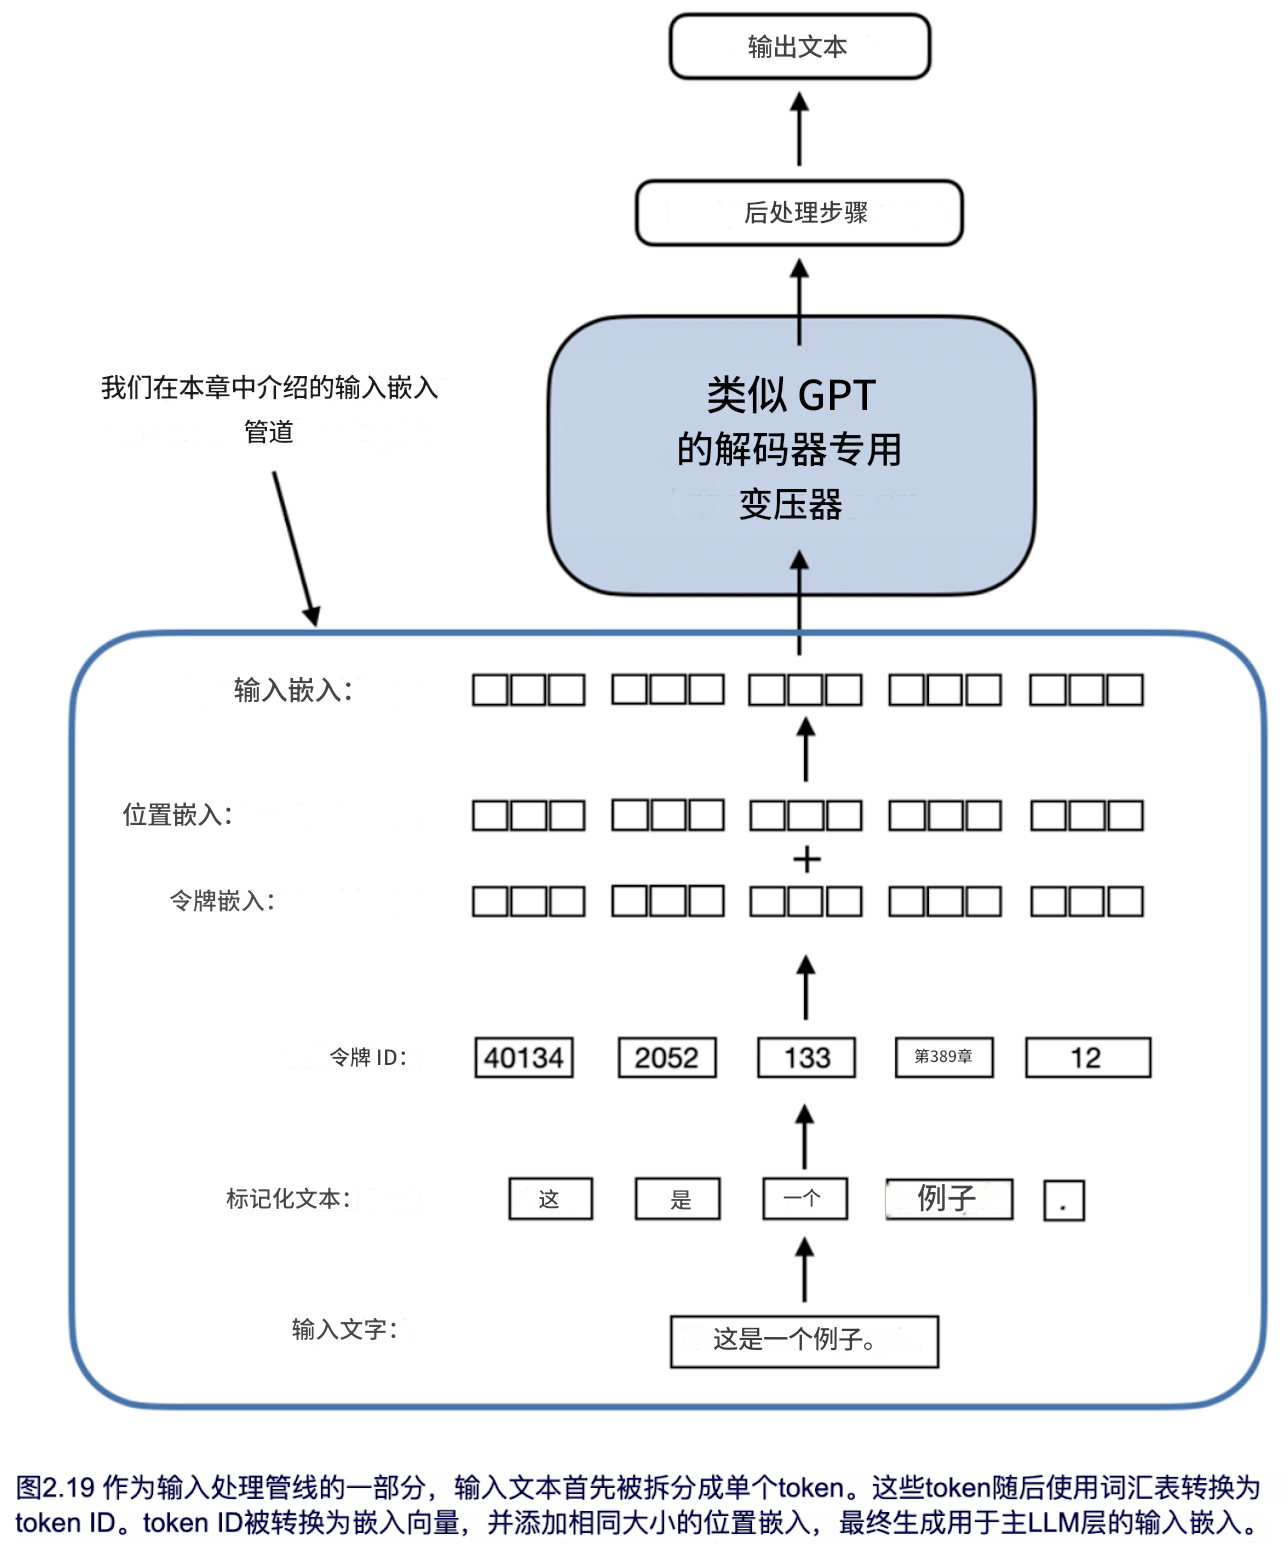 输出文本
后处理步骤
我们在本章中介绍的输入嵌入
管道
类似 GPT
的解码器专用
变压器
输入嵌入：
位置嵌入：
+
令牌嵌入：
令牌 ID： 40134 2052 133 第389章 12
标记化文本： 这 是 一个 例子 .
输入文字： 这是一个例子。
图2.19 作为输入处理管线的一部分，输入文本首先被拆分成单个token。这些token随后使用词汇表转换为
token ID。token ID被转换为嵌入向量，并添加相同大小的位置嵌入，最终生成用于主LLM层的输入嵌入。